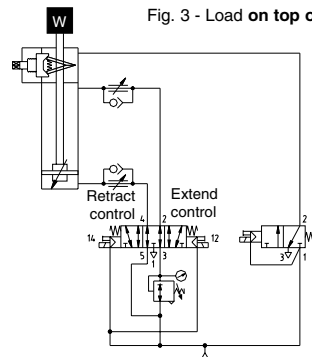 Fig. 3 - Load on top o
W
Retract
control
Extend
control
4 2
14 12
5 1 3
2
3 1